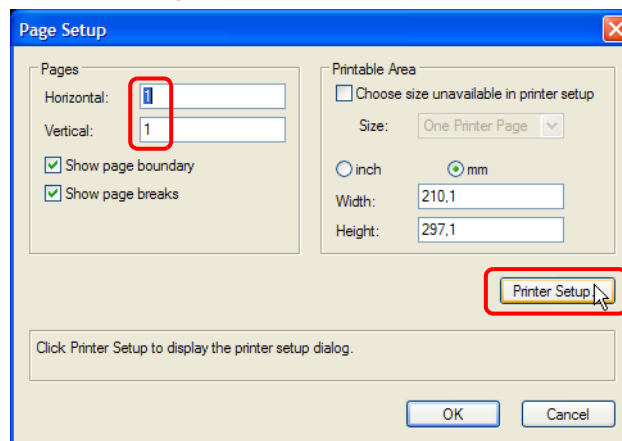 Page Setup
Pages
Horizontal: 1
Vertical: 1
Show page boundary
Show page breaks
Printable Area
Choose size unavailable in printer setup
Size: One Printer Page
inch mm
Width: 210,1
Height: 297,1
Printer Setup
Click Printer Setup to display the printer setup dialog.
OK Cancel